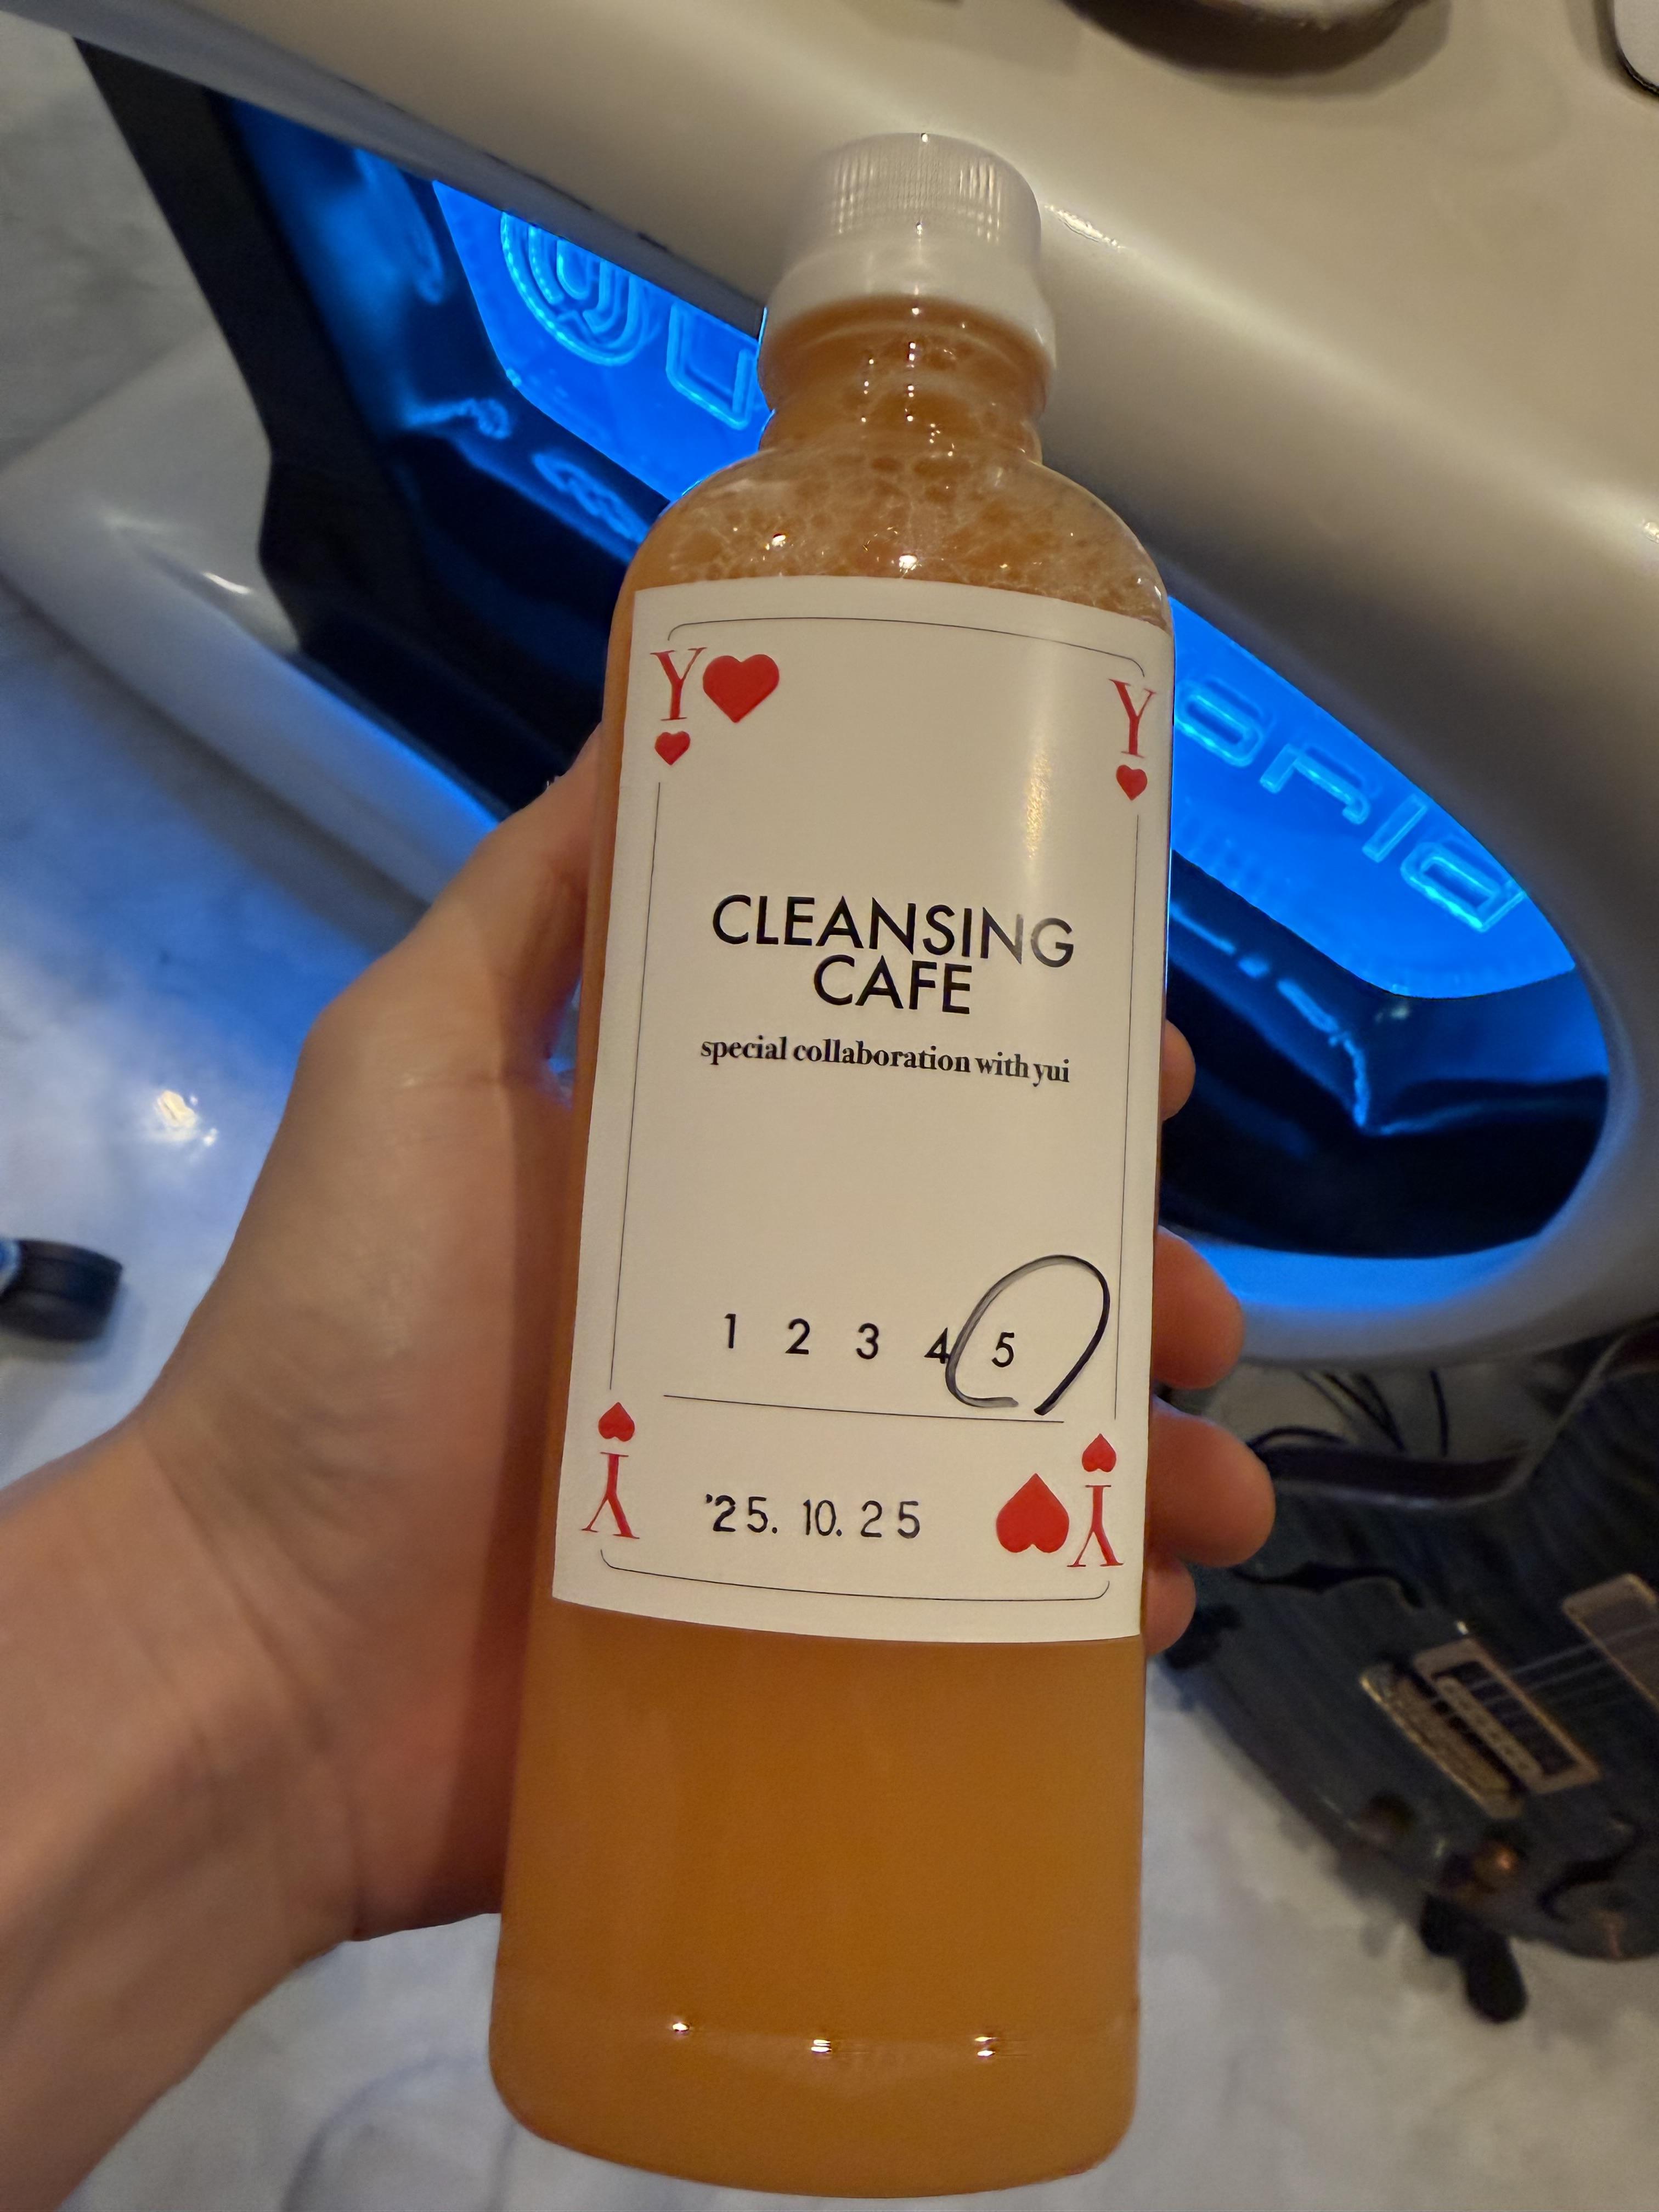 Y
Y
CLEANSING
CAFE
special collaboration with yui
1 2 3 4 5
'25. 10. 25
Y
Y